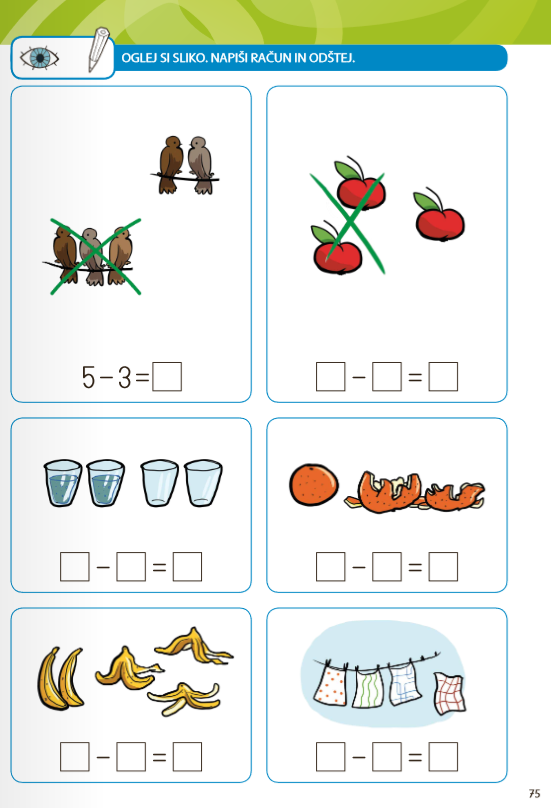 OGLEJ SI SLIKO. NAPIŠI RAČUN IN ODŠTEJ.
5 – 3 = □
□ – □ = □
□ – □ = □
□ – □ = □
□ – □ = □
□ – □ = □
75